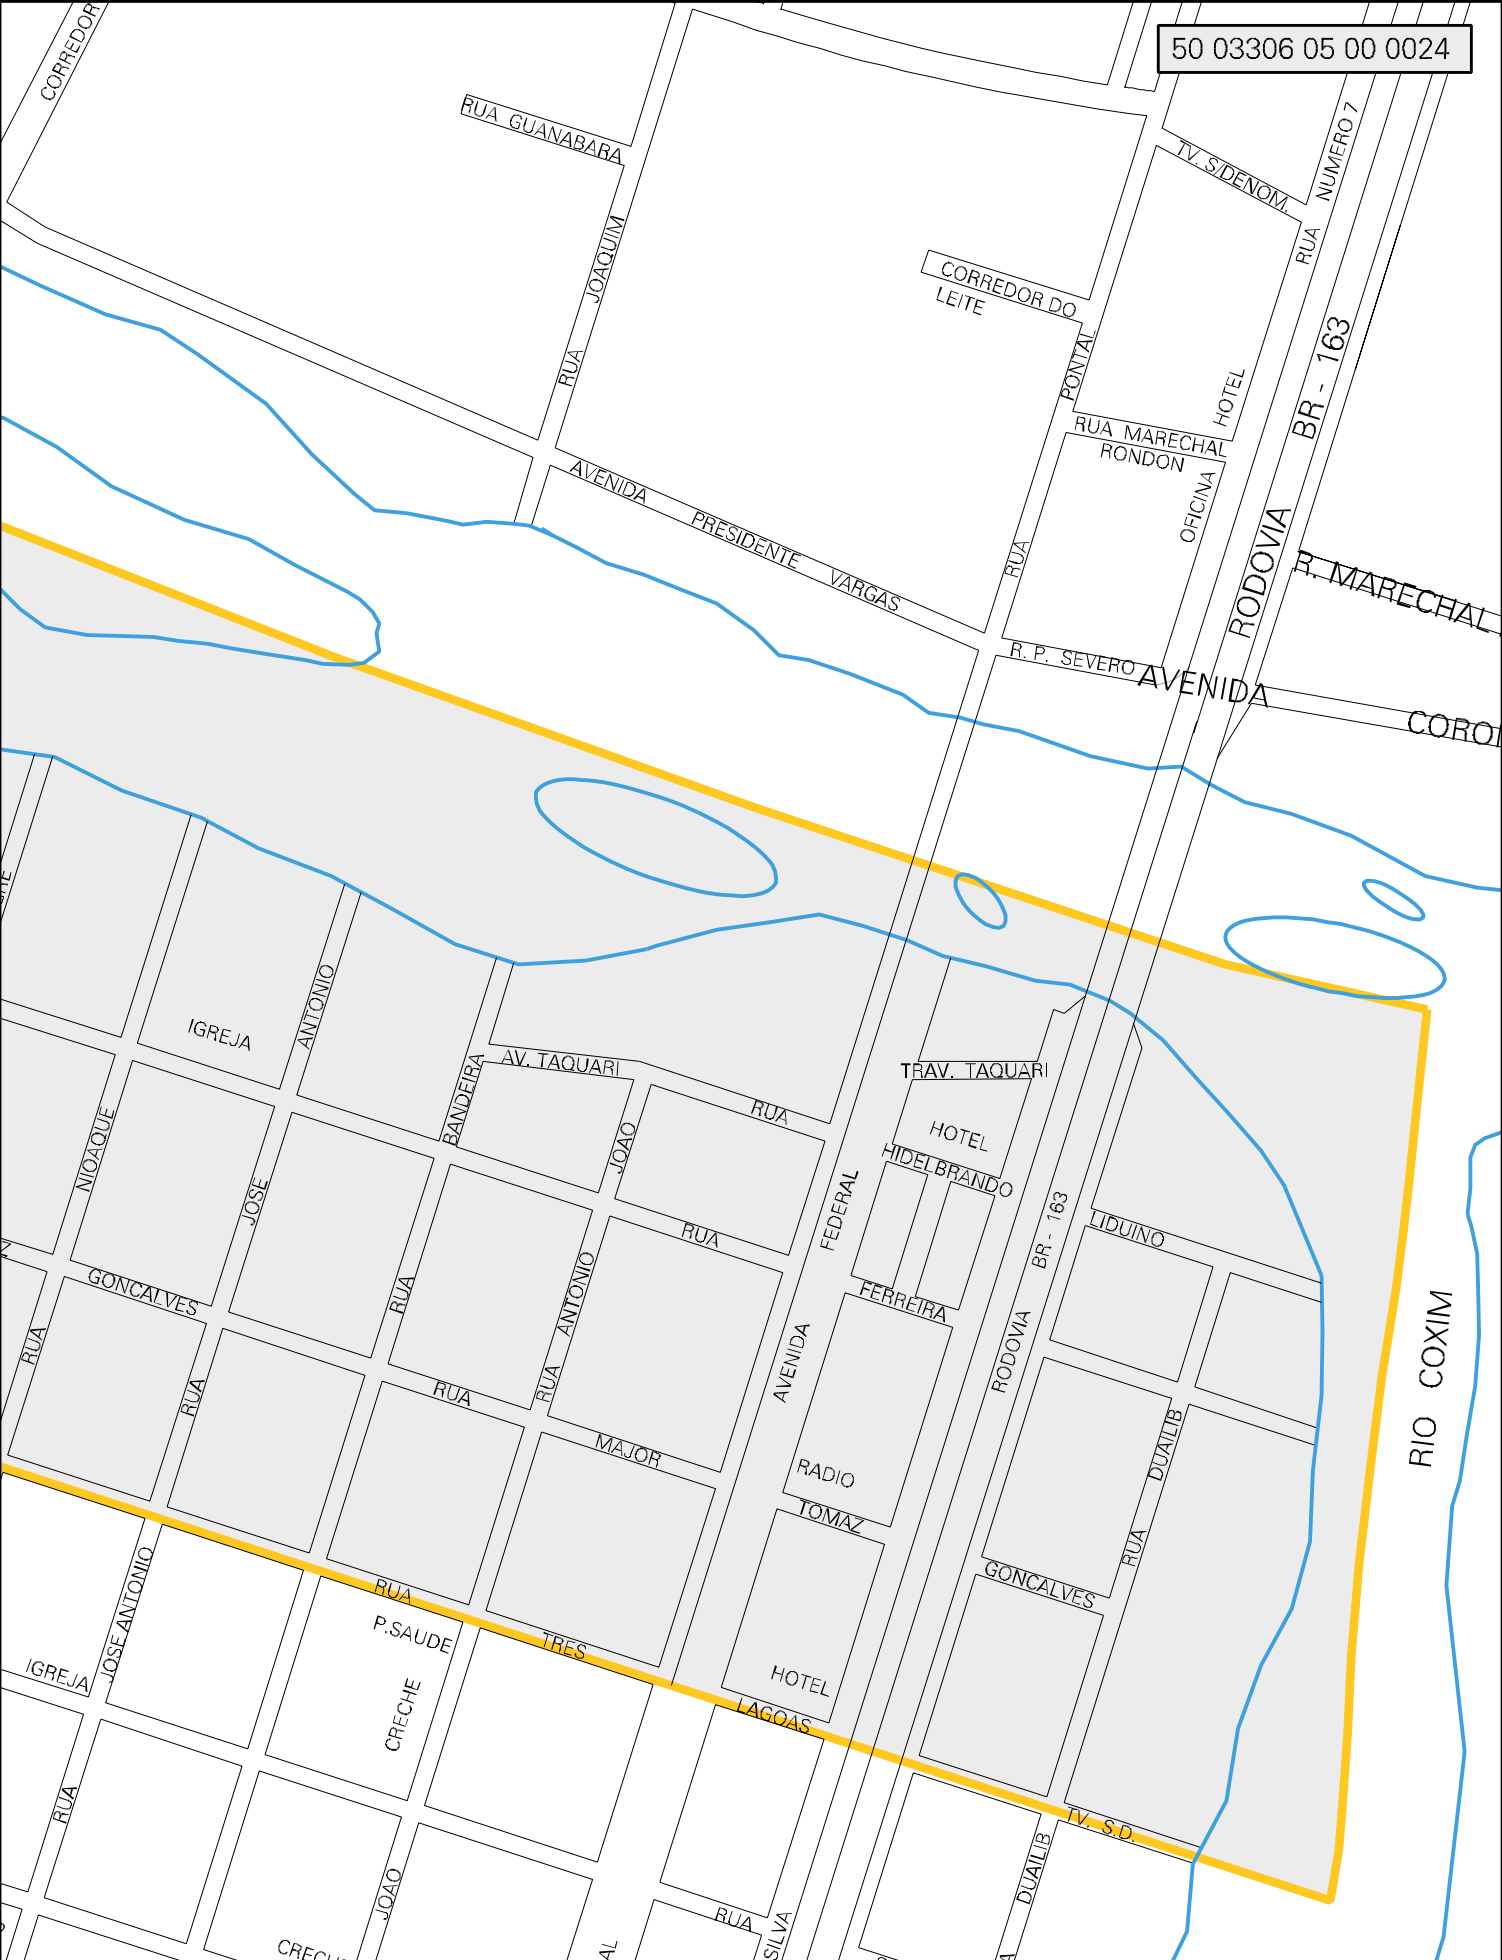 50 03306 05 00 0024
CORREDOR
RUA GUANABARA
RUA JOAQUIM
TV. S/DENOM.
RUA NUMERO 7
CORREDOR DO
LEITE
RUA PONTAL
HOTEL
RUA MARECHAL
RONDON
OFICINA
RODOVIA BR - 163
AVENIDA PRESIDENTE VARGAS
R. MARECHAL
R. P. SEVERO
AVENIDA
IGREJA
ANTONIO
BANDEIRA
AV. TAQUARI
RUA
TRAV. TAQUARI
HOTEL
HIDELBRANDO
NIOAQUE
JOSE
JOAO
RUA
FEDERAL
LIDUINO
BR - 163
GONCALVES
RUA
RUA
RUA
ANTONIO
RUA
FERREIRA
AVENIDA
RODOVIA
RUA
RUA
MAJOR
RADIO
TOMAZ
DUAILIB
RUA
GONCALVES
RIO COXIM
RUA
TRES
LAGOAS
HOTEL
P.SAUDE
CRECHE
JOSE ANTONIO
IGREJA
TV. S.D.
RUA
JOAO
DUAILIB
RUA
SILVA